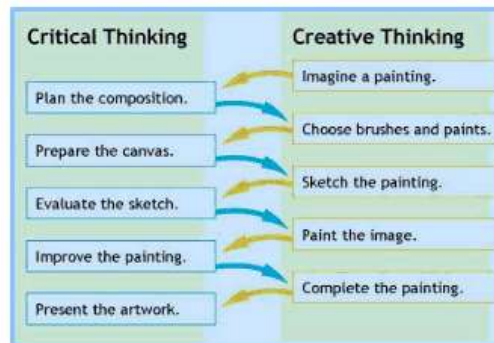 Critical Thinking
Creative Thinking
Imagine a painting.
Plan the composition.
Choose brushes and paints.
Prepare the canvas.
Sketch the painting.
Evaluate the sketch.
Paint the image.
Improve the painting.
Complete the painting.
Present the artwork.